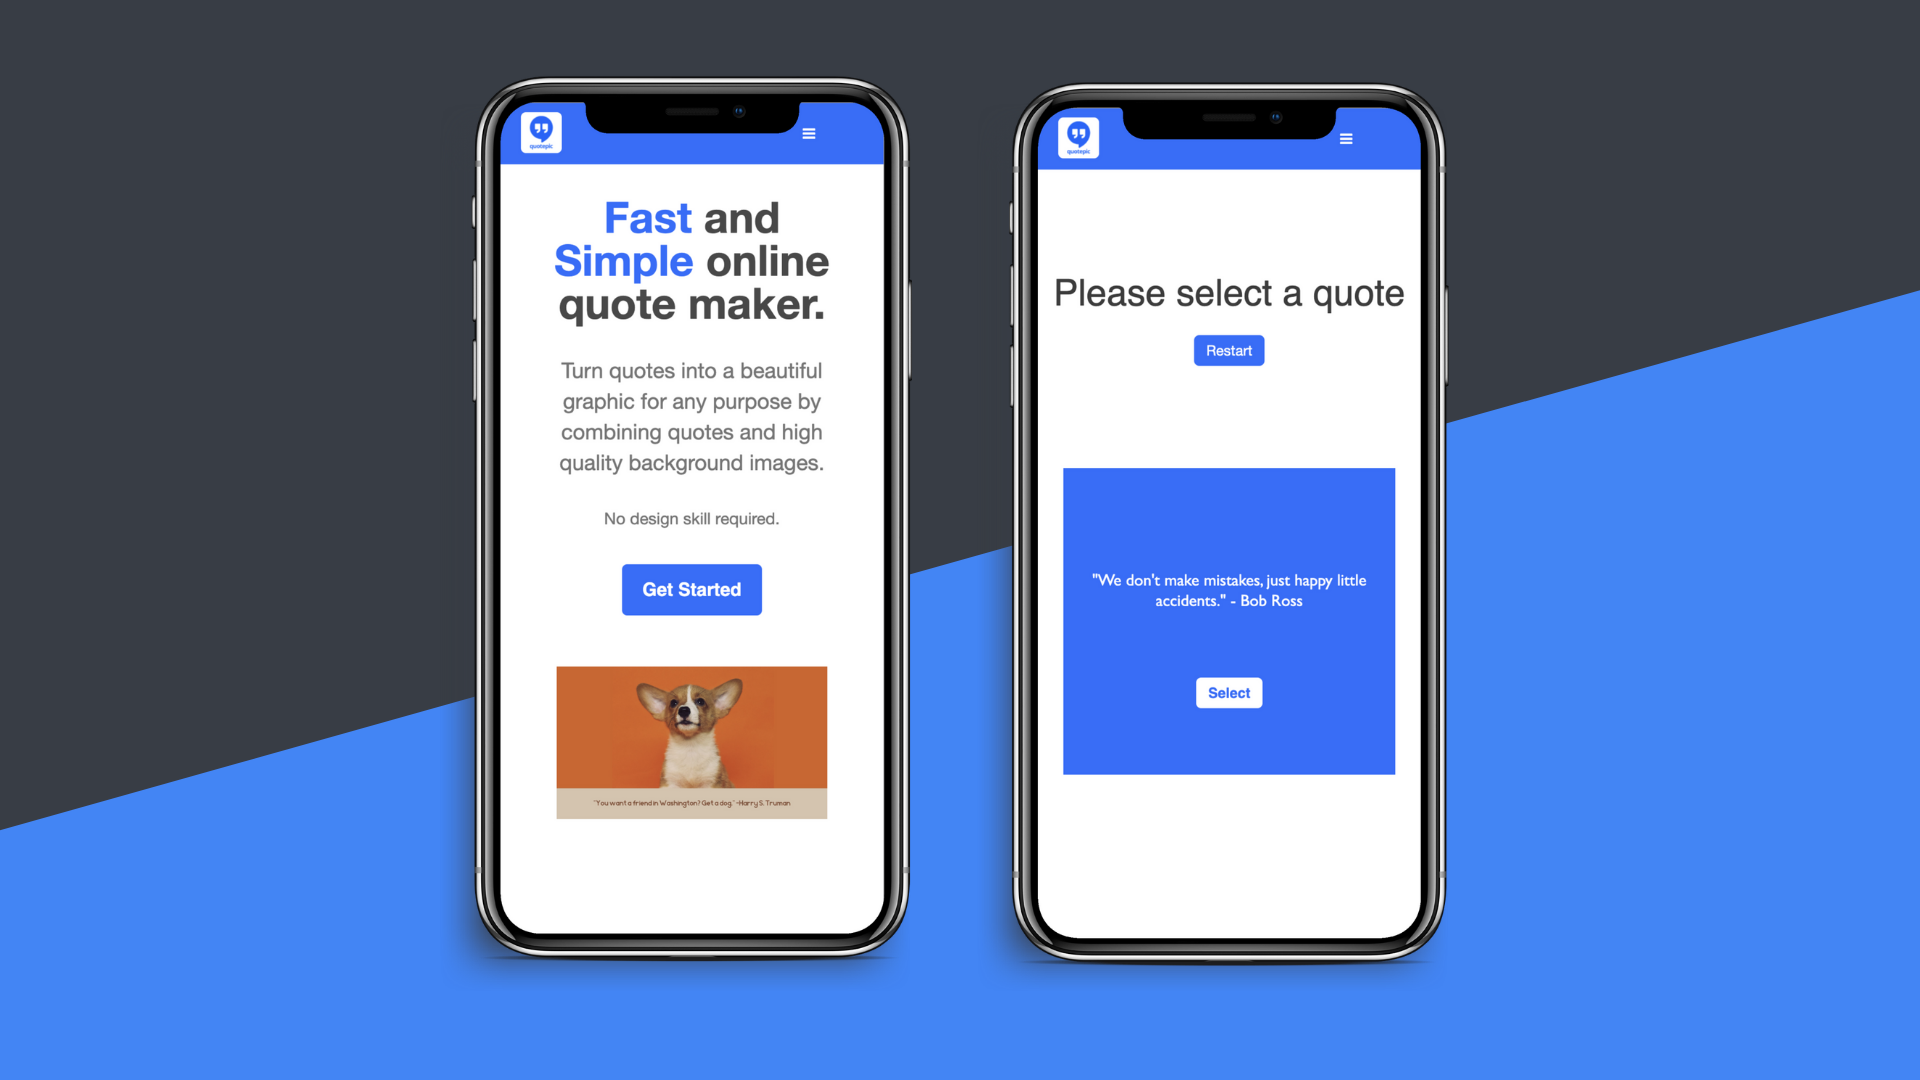 quotepic
Fast and
Simple online
quote maker.
Turn quotes into a beautiful
graphic for any purpose by
combining quotes and high
quality background images.
No design skill required.
Get Started
"You want a friend in Washington? Get a dog." -Harry S. Truman
quotepic
Please select a quote
Restart
"We don't make mistakes, just happy little
accidents." - Bob Ross
Select